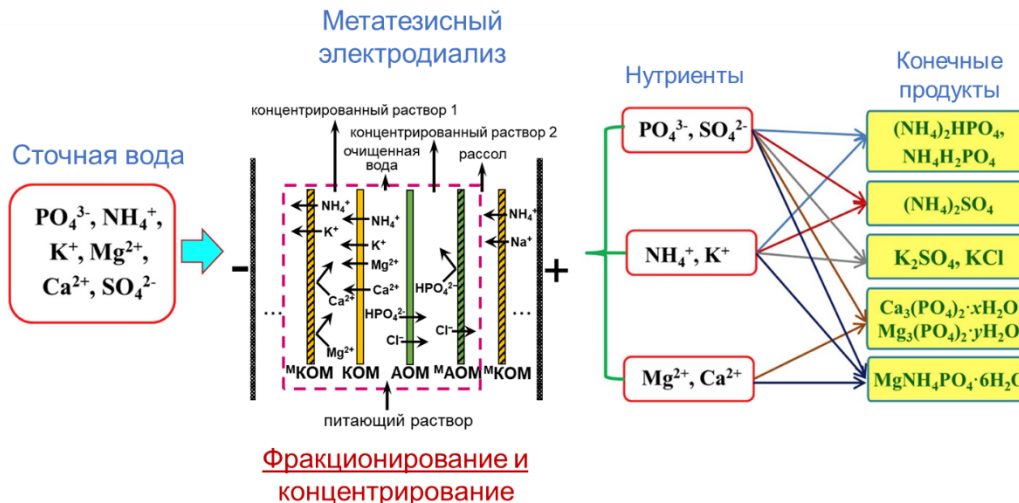 Метатезисный
электродиализ
концентрированный раствор 1
концентрированный раствор 2
очищенная
вода
рассол
Сточная вода
PO₄³⁻, NH₄⁺,
K⁺, Mg²⁺,
Ca²⁺, SO₄²⁻
-
+
NH₄⁺
K⁺
Ca²⁺
Mg²⁺
NH₄⁺
K⁺
Mg²⁺
Ca²⁺
HPO₄²⁻
Cl⁻
HPO₄²⁻
Cl⁻
NH₄⁺
Na⁺
...
...
ᴹКОМ КОМ АОМ ᴹАОМ ᴹКОМ
питающий раствор
Фракционирование и
концентрирование
Нутриенты
PO₄³⁻, SO₄²⁻
NH₄⁺, K⁺
Mg²⁺, Ca²⁺
Конечные
продукты
(NH₄)₂HPO₄,
NH₄H₂PO₄
(NH₄)₂SO₄
K₂SO₄, KCl
Ca₃(PO₄)₂·xH₂O
Mg₃(PO₄)₂·yH₂O
MgNH₄PO₄·6H₂O